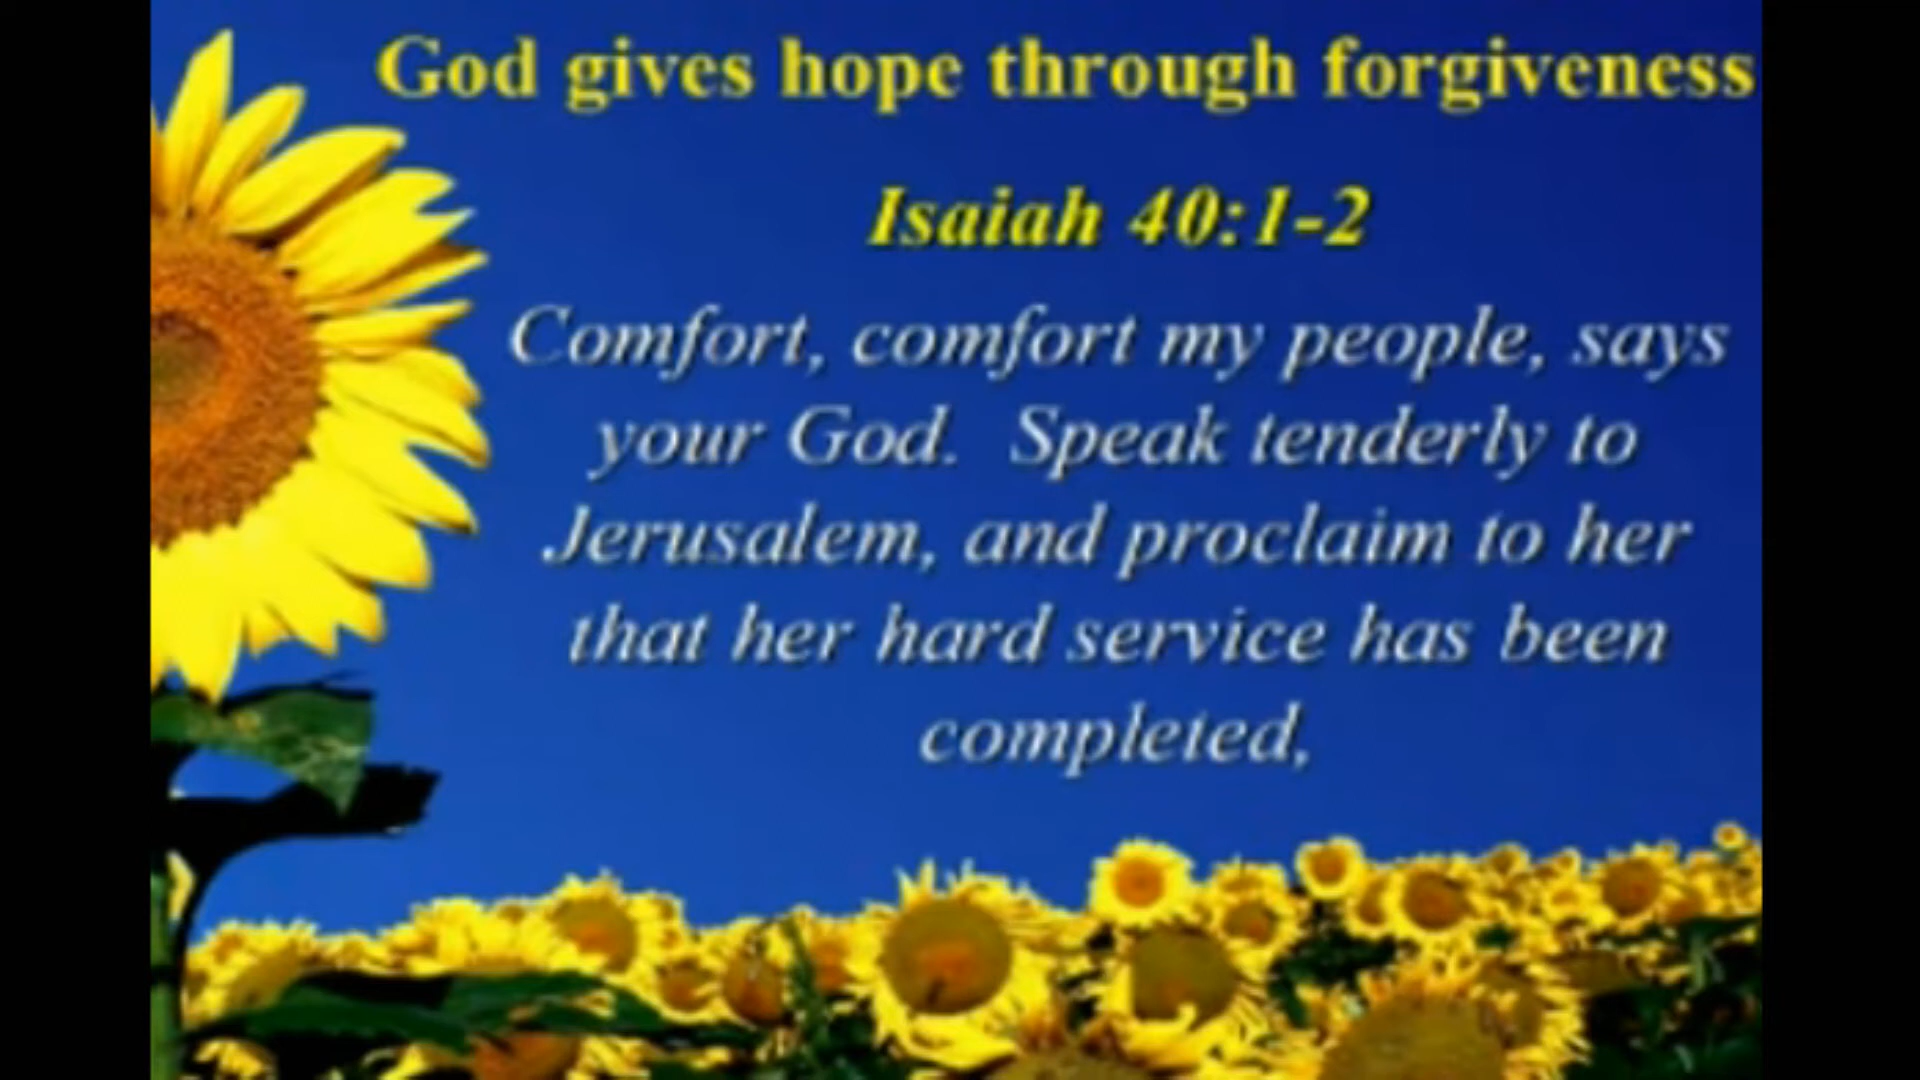 God gives hope through forgiveness
Isaiah 40:1-2
Comfort, comfort my people, says
your God.  Speak tenderly to
Jerusalem, and proclaim to her
that her hard service has been
completed,